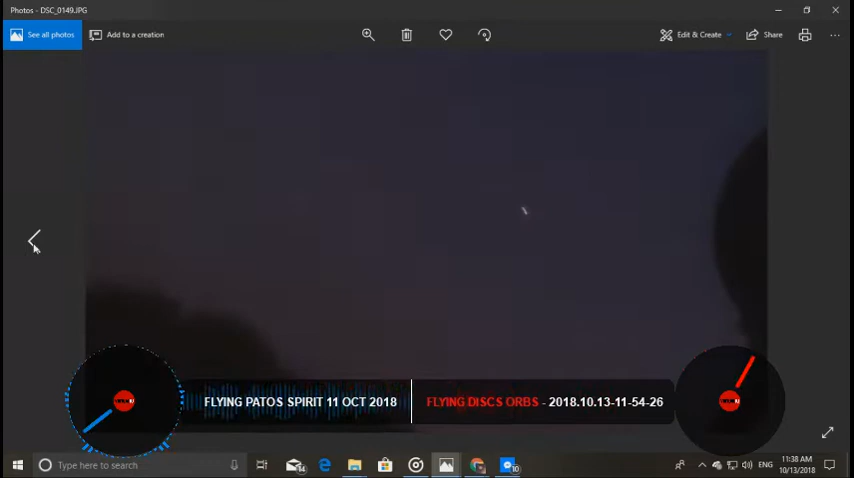 Photos - DSC_0149.JPG
See all photos
Add to a creation
Edit & Create
Share
FLYING PATOS SPIRIT 11 OCT 2018
FLYING DISCS ORBS - 2018.10.13-11-54-26
Type here to search
14
10
ENG
11:38 AM
10/13/2018